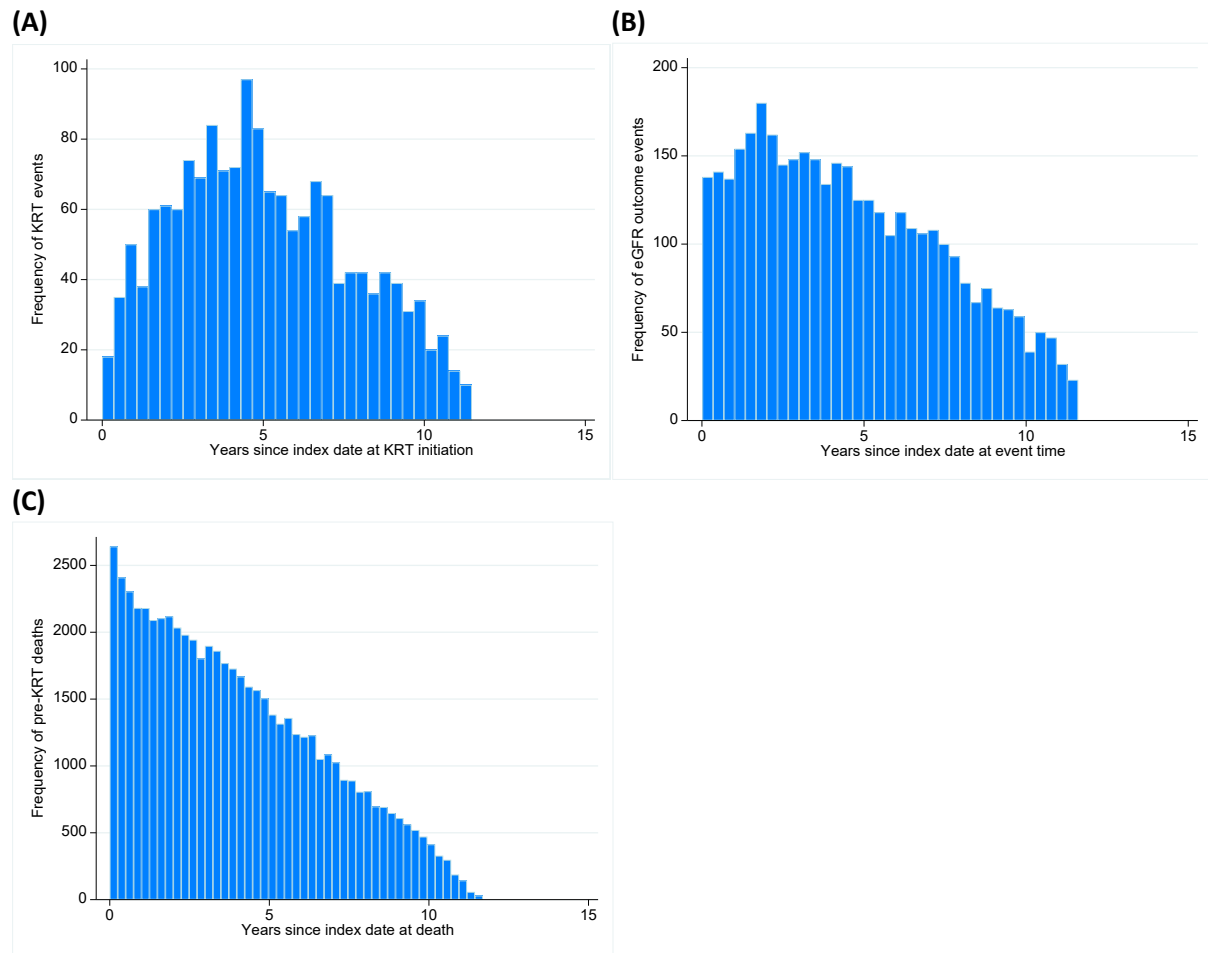 (A)
Frequency of KRT events
100
80
60
40
20
0
0 5 10 15
Years since index date at KRT initiation
(B)
Frequency of eGFR outcome events
200
150
100
50
0
0 5 10 15
Years since index date at event time
(C)
Frequency of pre-KRT deaths
2500
2000
1500
1000
500
0
0 5 10 15
Years since index date at death